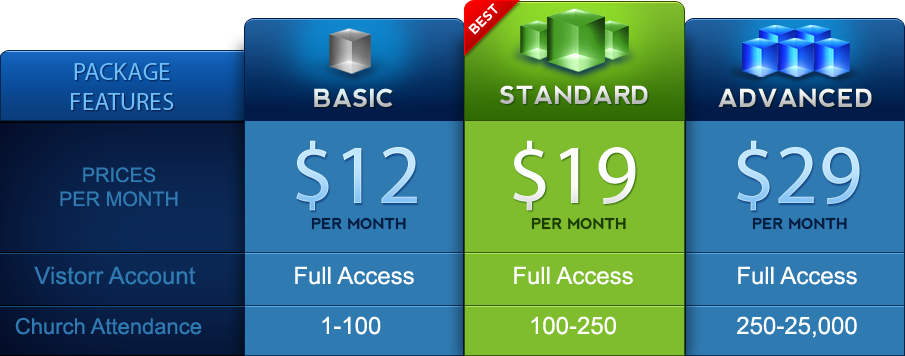 BEST
PACKAGE
FEATURES
BASIC
STANDARD
ADVANCED
PRICES
PER MONTH
$12
PER MONTH
$19
PER MONTH
$29
PER MONTH
Vistorr Account
Full Access
Full Access
Full Access
Church Attendance
1-100
100-250
250-25,000